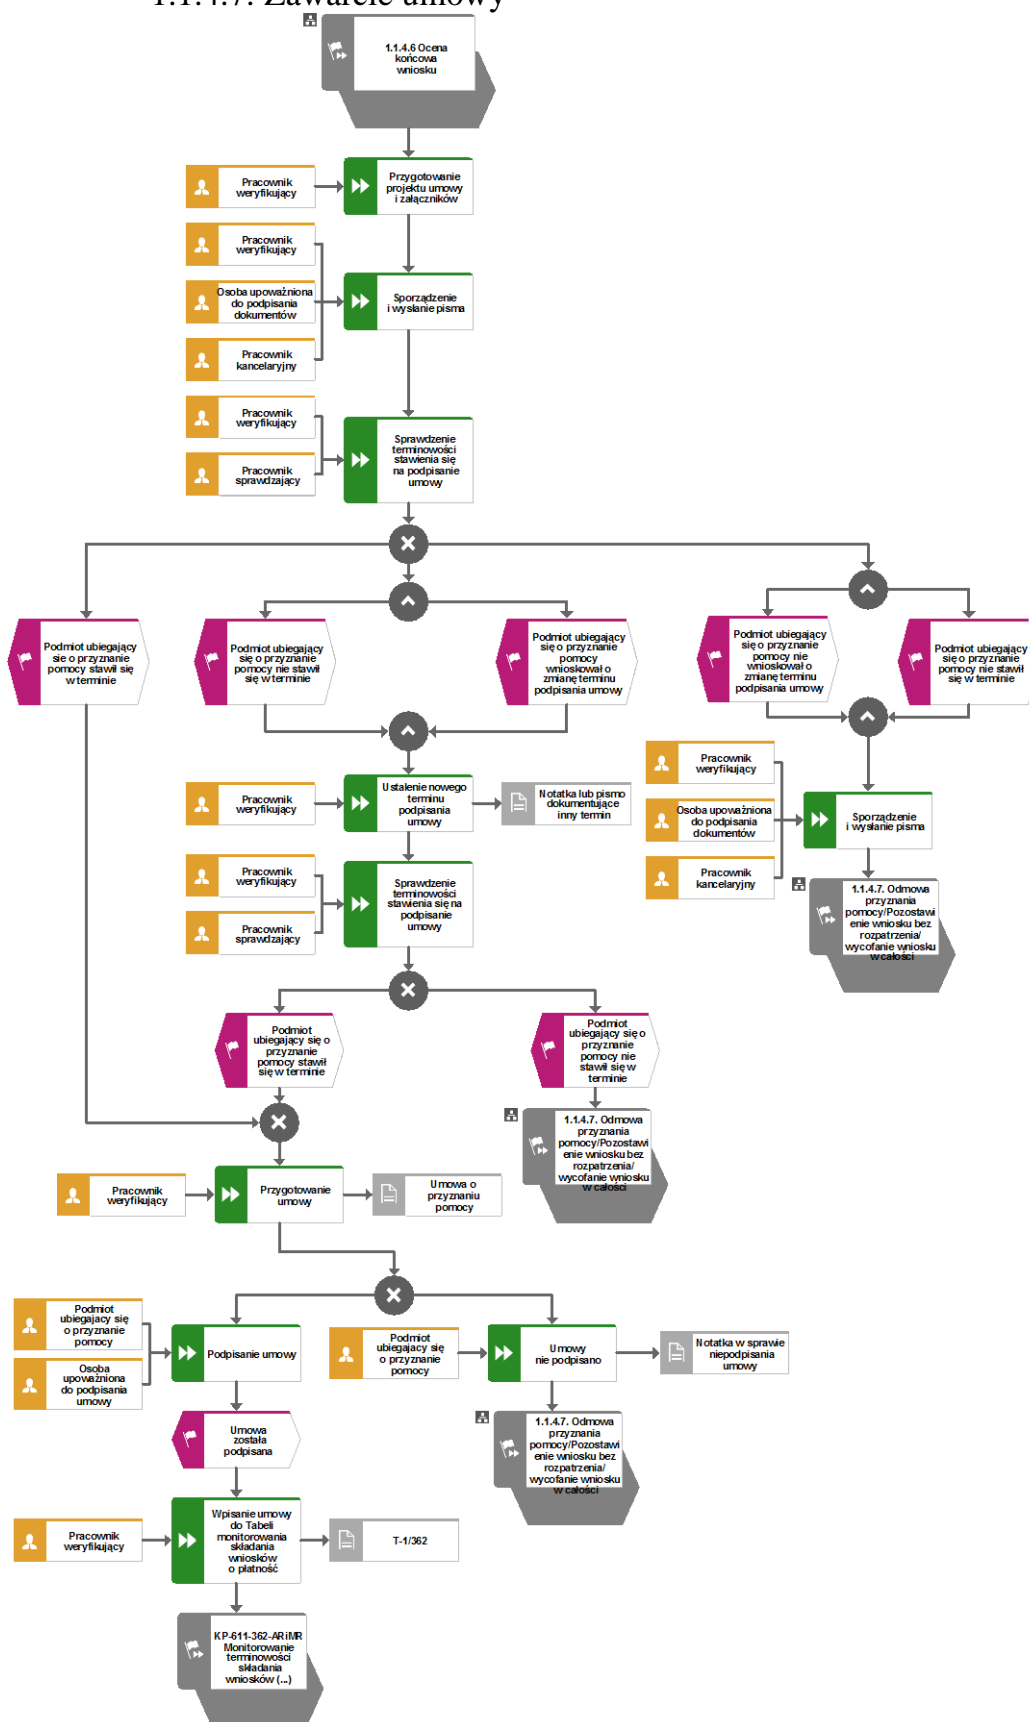 1.1.4.7. Zawarcie umowy
1.1.4.6 Ocena
końcowa
wniosku
Pracownik
weryfikujący
Przygotowanie
projektu umowy
i załączników
Pracownik
weryfikujący
Osoba upoważniona
do podpisania
dokumentów
Pracownik
kancelaryjny
Sporządzenie
i wysłanie pisma
Pracownik
weryfikujący
Pracownik
sprawdzający
Sprawdzenie
terminowości
stawienia się
na podpisanie
umowy
Podmiot ubiegający
sie o przyznanie
pomocy stawił się
w terminie
Podmiot ubiegający
się o przyznanie
pomocy nie stawił
się w terminie
Podmiot ubiegający
się o przyznanie
pomocy
wnioskował o
zmianę terminu
podpisania umowy
Podmiot ubiegający
się o przyznanie
pomocy nie
wnioskował o
zmianę terminu
podpisania umowy
Podmiot ubiegający
się o przyznanie
pomocy nie stawił
się w terminie
Pracownik
weryfikujący
Ustalenie nowego
terminu
podpisania
umowy
Notatka lub pismo
dokumentujące
inny termin
Pracownik
weryfikujący
Osoba upoważniona
do podpisania
dokumentów
Pracownik
kancelaryjny
Sporządzenie
i wysłanie pisma
1.1.4.7. Odmowa
przyznania
pomocy/Pozostawi
enie wniosku bez
rozpatrzenia/
wycofanie wniosku
w całości
Pracownik
weryfikujący
Pracownik
sprawdzający
Sprawdzenie
terminowości
stawienia się na
podpisanie
umowy
Podmiot
ubiegający się o
przyznanie
pomocy stawił
się w terminie
Podmiot
ubiegający się o
przyznanie
pomocy nie
stawił się w
terminie
1.1.4.7. Odmowa
przyznania
pomocy/Pozostawi
enie wniosku bez
rozpatrzenia/
wycofanie wniosku
w całości
Pracownik
weryfikujący
Przygotowanie
umowy
Umowa o
przyznaniu
pomocy
Podmiot
ubiegajacy się
o przyznanie
pomocy
Osoba
upoważniona
do podpisania
umowy
Podpisanie umowy
Podmiot
ubiegajacy się
o przyznanie
pomocy
Umowy
nie podpisano
Notatka w sprawie
niepodpisania
umowy
Umowa
została
podpisana
1.1.4.7. Odmowa
przyznania
pomocy/Pozostawi
enie wniosku bez
rozpatrzenia/
wycofanie wniosku
w całości
Pracownik
weryfikujący
Wpisanie umowy
do Tabeli
monitorowania
składania
wniosków
o płatność
T-1/362
KP-611-362-ARiMR
Monitorowanie
terminowości
składania
wniosków (...)